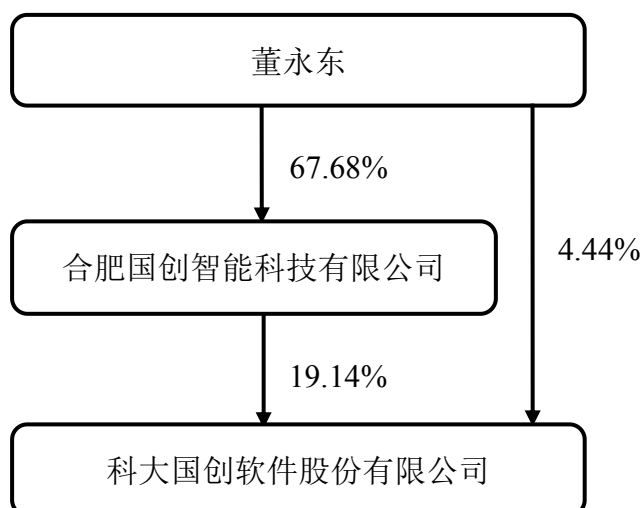 董永东
67.68%
合肥国创智能科技有限公司
4.44%
19.14%
科大国创软件股份有限公司